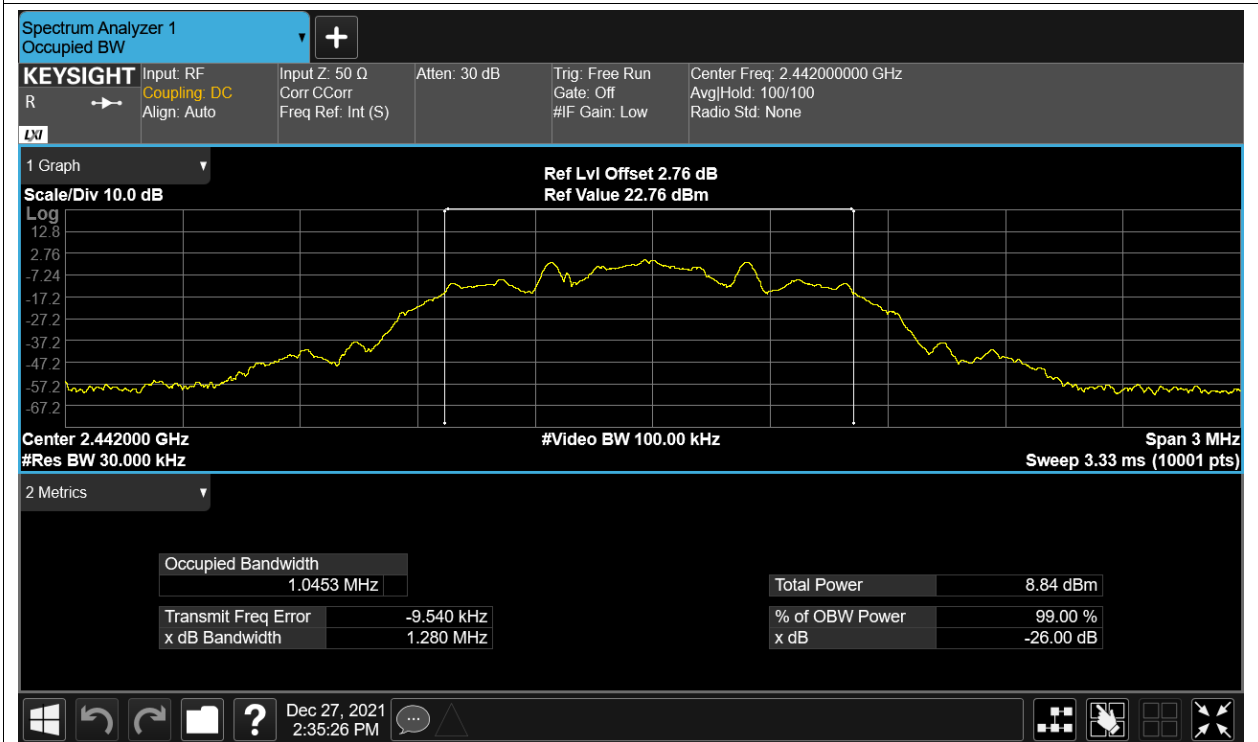 Spectrum Analyzer 1
Occupied BW
+
KEYSIGHT Input: RF Input Z: 50 Ω Atten: 30 dB Trig: Free Run Center Freq: 2.442000000 GHz
R Coupling: DC Corr CCorr Gate: Off Avg|Hold: 100/100
Align: Auto Freq Ref: Int (S) #IF Gain: Low Radio Std: None
LXI
1 Graph Ref Lvl Offset 2.76 dB
Scale/Div 10.0 dB Ref Value 22.76 dBm
Log
12.8
2.76
-7.24
-17.2
-27.2
-37.2
-47.2
-57.2
-67.2
Center 2.442000 GHz #Video BW 100.00 kHz Span 3 MHz
#Res BW 30.000 kHz Sweep 3.33 ms (10001 pts)
2 Metrics
Occupied Bandwidth
1.0453 MHz Total Power 8.84 dBm
Transmit Freq Error -9.540 kHz % of OBW Power 99.00 %
x dB Bandwidth 1.280 MHz x dB -26.00 dB
? Dec 27, 2021
2:35:26 PM